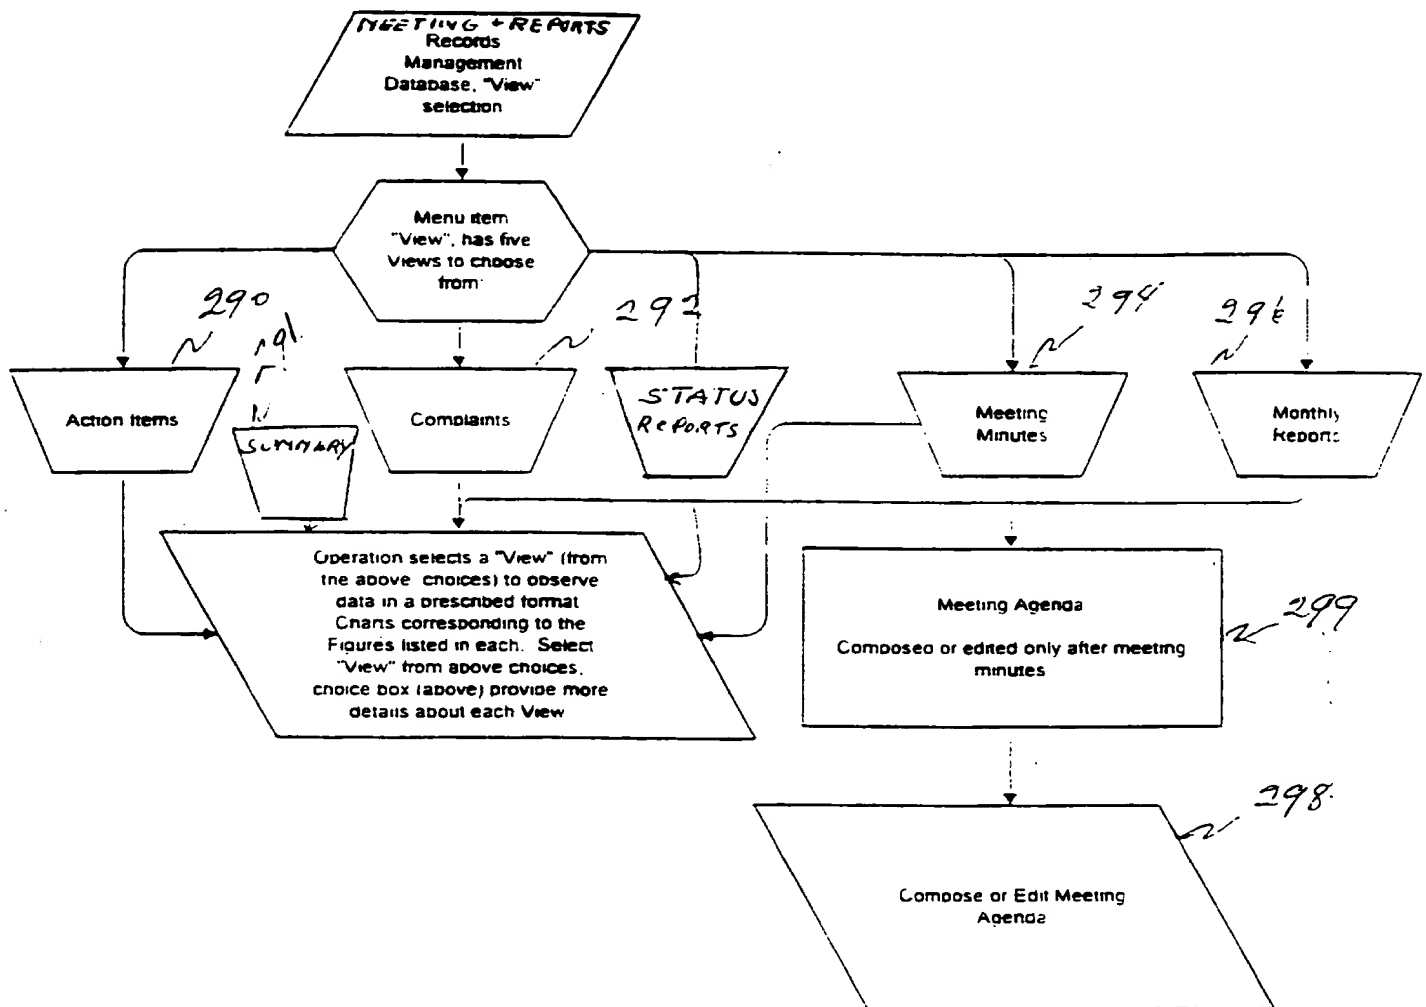 MEETING + REPORTS
Records
Management
Database, "View"
selection
Menu item
"View", has five
Views to choose
from:
290
292
294
Action Items
Complaints
STATUS
REPORTS
Meeting
Minutes
Monthly
Reports
SUMMARY
Operation selects a "View" (from
the above choices) to observe
data in a prescribed format
Charts corresponding to the
Figures listed in each. Select
"View" from above choices,
choice box (above) provide more
details about each View
Meeting Agenda
Composed or edited only after meeting
minutes
299
298
Compose or Edit Meeting
Agenda